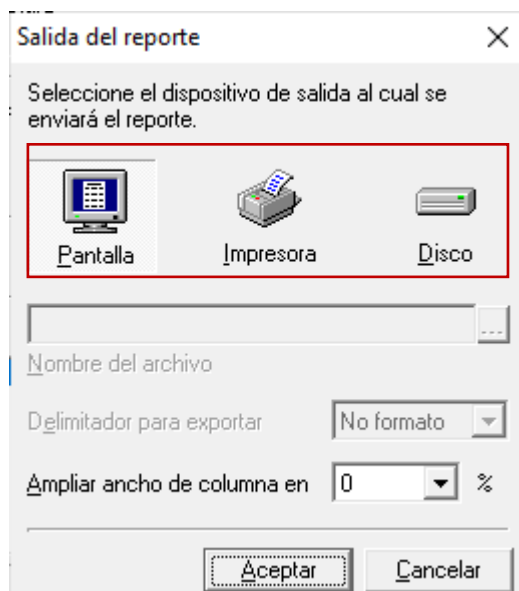 Salida del reporte
Seleccione el dispositivo de salida al cual se
enviará el reporte.
Pantalla Impresora Disco
...
Nombre del archivo
Delimitador para exportar No formato
Ampliar ancho de columna en 0 %
Aceptar Cancelar